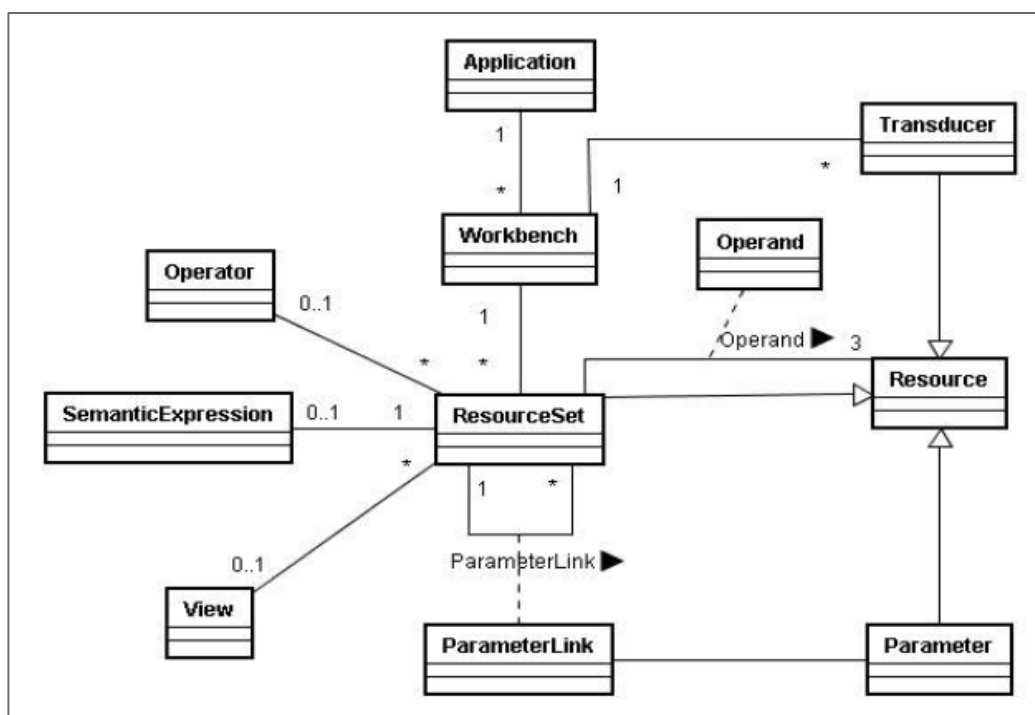 Application
1
*
Transducer
*
1
Workbench
Operand
Operator
0..1
1
Operand ▶
3
*
*
Resource
SemanticExpression
0..1
1
ResourceSet
*
1
*
ParameterLink ▶
0..1
View
ParameterLink
Parameter